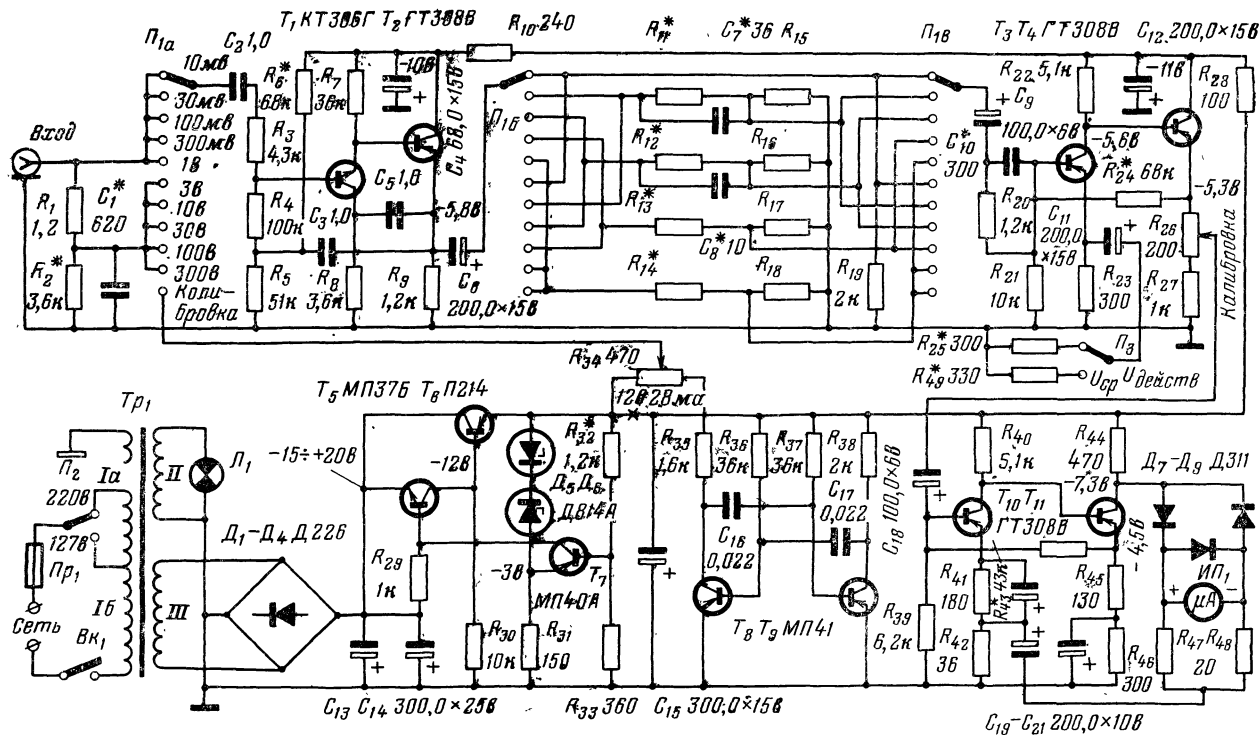 T₁ КТ386Г T₂ ГТ308В
R₁₀ 240
R₁₁* C₇* 36 R₁₅
П₁в
T₃ T₄ ГТ308В C₁₂ 200,0×15в
П₁а
C₂ 1,0
10мв
30мв
100мв
300мв
1в
3в
10в
30в
100в
300в
Кали-
бровка
Вход
R₁
1,2
C₁*
620
R₂*
3,6к
R₃
4,3к
R₄
100к
R₅
51к
R₆*
68к
R₇
36к
-10в
C₄ 68,0×15в
C₅ 1,0
C₃ 1,0
-5,8в
R₈
3,6к
R₉
1,2к
C₆
200,0×15в
П₁б
R₁₂*
R₁₆
R₁₃*
R₁₇
C₈* 10
R₁₄*
R₁₈
R₁₉
2к
R₂₂ 5,1к
C₉
100,0×6в
C₁₀*
300
-11в
R₂₈
100
-5,6в
R₂₄* 68к
-5,3в
R₂₀
1,2к
C₁₁
200,0
×15в
R₂₁
10к
R₂₃
300
R₂₆
200
R₂₇
1к
Калибровка
R₂₅* 300
П₃
R₄₉* 330
Uср Uдейств
R₃₄ 470
T₅ МП37Б T₆ П214
12в 28ма
Тр₁
П₂
220в
127в
Iа
Iб
II
III
Л₁
Пр₁
Сеть
Вк₁
-15÷+20в
-12в
Д₁-Д₄ Д226
R₂₉
1к
R₃₂*
1,2к
Д₅ Д₆
Д814А
-3в
T₇
МП40А
R₃₀
10к
R₃₁
150
C₁₃ C₁₄ 300,0×25в
R₃₃ 360
C₁₅ 300,0×15в
R₃₅
1,6к
R₃₆
36к
R₃₇
36к
R₃₈
2к
C₁₆
0,022
C₁₇
0,022
T₈ T₉ МП41
C₁₈ 100,0×6в
R₃₉
6,2к
R₄₀
5,1к
R₄₄
470
-7,3в
T₁₀ T₁₁
ГТ308В
-4,5в
R₄₁
180
R₄₃* 43к
R₄₂
36
R₄₅
130
R₄₆
300
C₁₉-C₂₁ 200,0×10в
Д₇-Д₉ Д311
ИП₁
μА
R₄₇ R₄₈
20